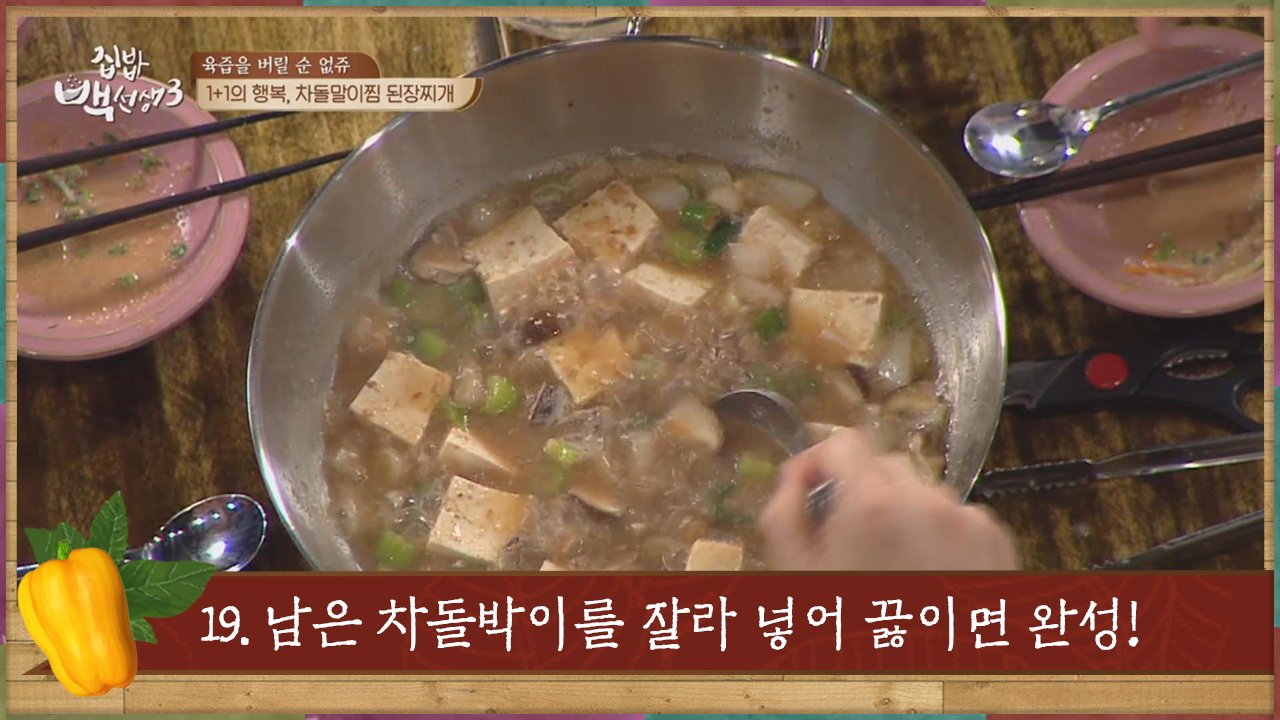 집밥
백선생3
육즙을 버릴 순 없쥬
1+1의 행복, 차돌말이찜 된장찌개
19. 남은 차돌박이를 잘라 넣어 끓이면 완성!